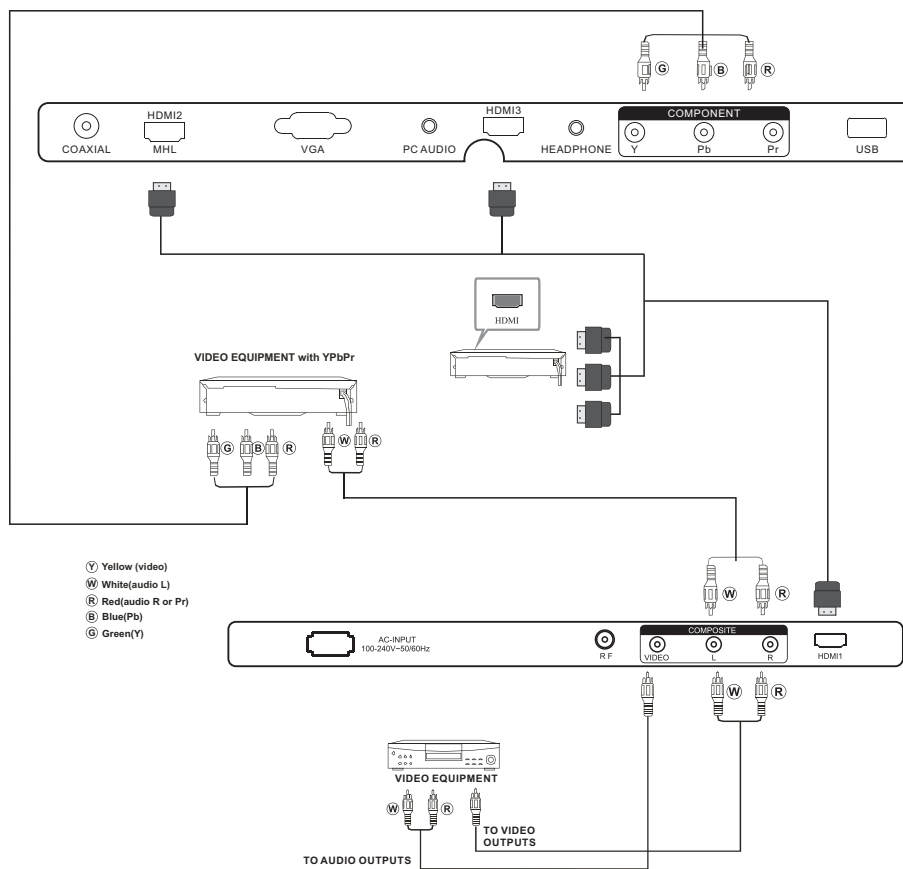 G B R
HDMI2
HDMI3
COMPONENT
COAXIAL
MHL
VGA
PC AUDIO
HEADPHONE
Y
Pb
Pr
USB
HDMI
VIDEO EQUIPMENT with YPbPr
G B R W R
Y Yellow (video)
W White(audio L)
R Red(audio R or Pr)
B Blue(Pb)
G Green(Y)
W R
AC-INPUT
100-240V~50/60Hz
R F
COMPOSITE
VIDEO
L
R
HDMI1
W R
VIDEO EQUIPMENT
W R
TO VIDEO
OUTPUTS
TO AUDIO OUTPUTS